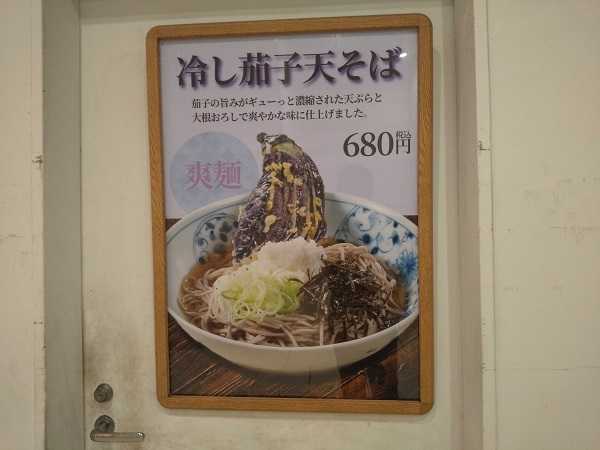 冷し茄子天そば
茄子の旨みがギューっと濃縮された天ぷらと
大根おろしで爽やかな味に仕上げました。
680円税込
爽麺